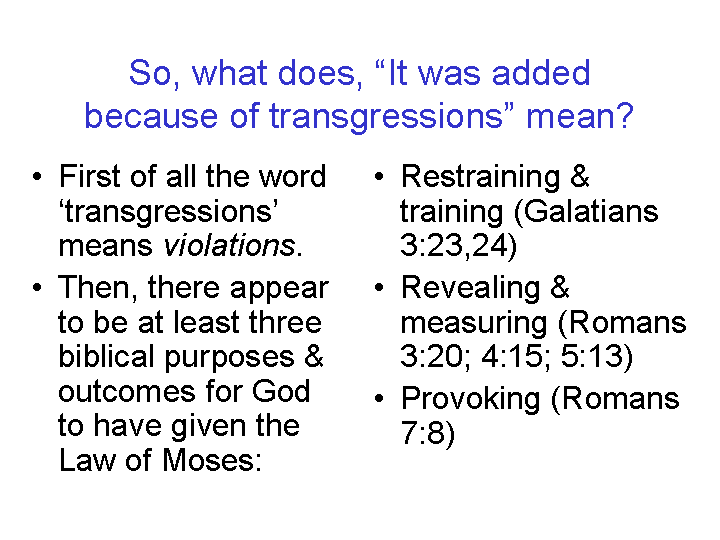 So, what does, “It was added
because of transgressions” mean?
• First of all the word
‘transgressions’
means violations.
• Then, there appear
to be at least three
biblical purposes &
outcomes for God
to have given the
Law of Moses:
• Restraining &
training (Galatians
3:23,24)
• Revealing &
measuring (Romans
3:20; 4:15; 5:13)
• Provoking (Romans
7:8)